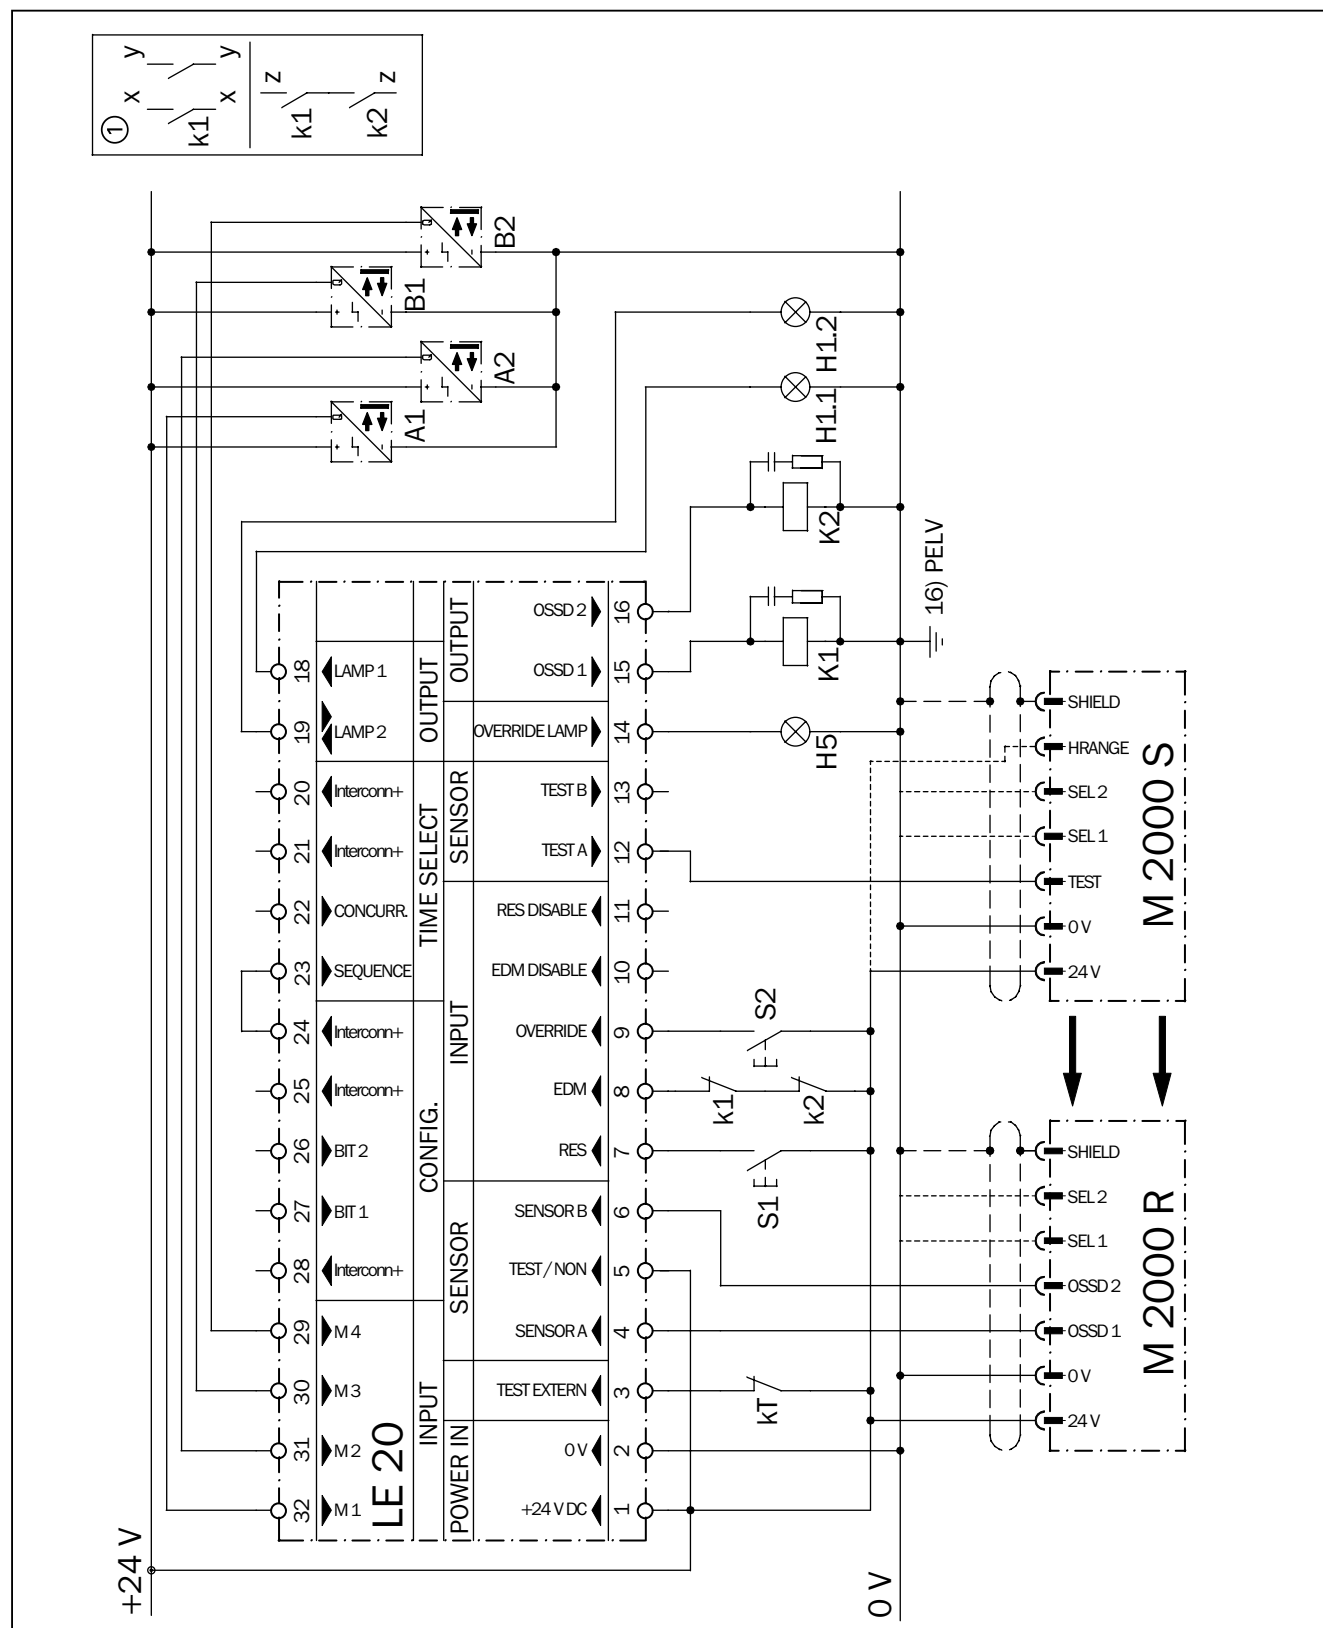 ①
x y
k1
x y
z
k1
k2
z
+24 V
0 V
B2
B1
A2
A1
H1.2
H1.1
K2
K1
H5
16) PELV
LE 20
OUTPUT
TIME SELECT
CONFIG.
INPUT
18 LAMP 1
19 LAMP 2
20 Interconn+
21 Interconn+
22 CONCURR.
23 SEQUENCE
24 Interconn+
25 Interconn+
26 BIT 2
27 BIT 1
28 Interconn+
29 M 4
30 M 3
31 M 2
32 M 1
OUTPUT
SENSOR
INPUT
SENSOR
POWER IN
OSSD 2 16
OSSD 1 15
OVERRIDE LAMP 14
TEST B 13
TEST A 12
RES DISABLE 11
EDM DISABLE 10
OVERRIDE 9
EDM 8
RES 7
SENSOR B 6
TEST / NON 5
SENSOR A 4
TEST EXTERN 3
0 V 2
+24 V DC 1
S2
k1
k2
S1
kT
M 2000 S
SHIELD
HRANGE
SEL 2
SEL 1
TEST
0 V
24 V
M 2000 R
SHIELD
SEL 2
SEL 1
OSSD 2
OSSD 1
0 V
24 V